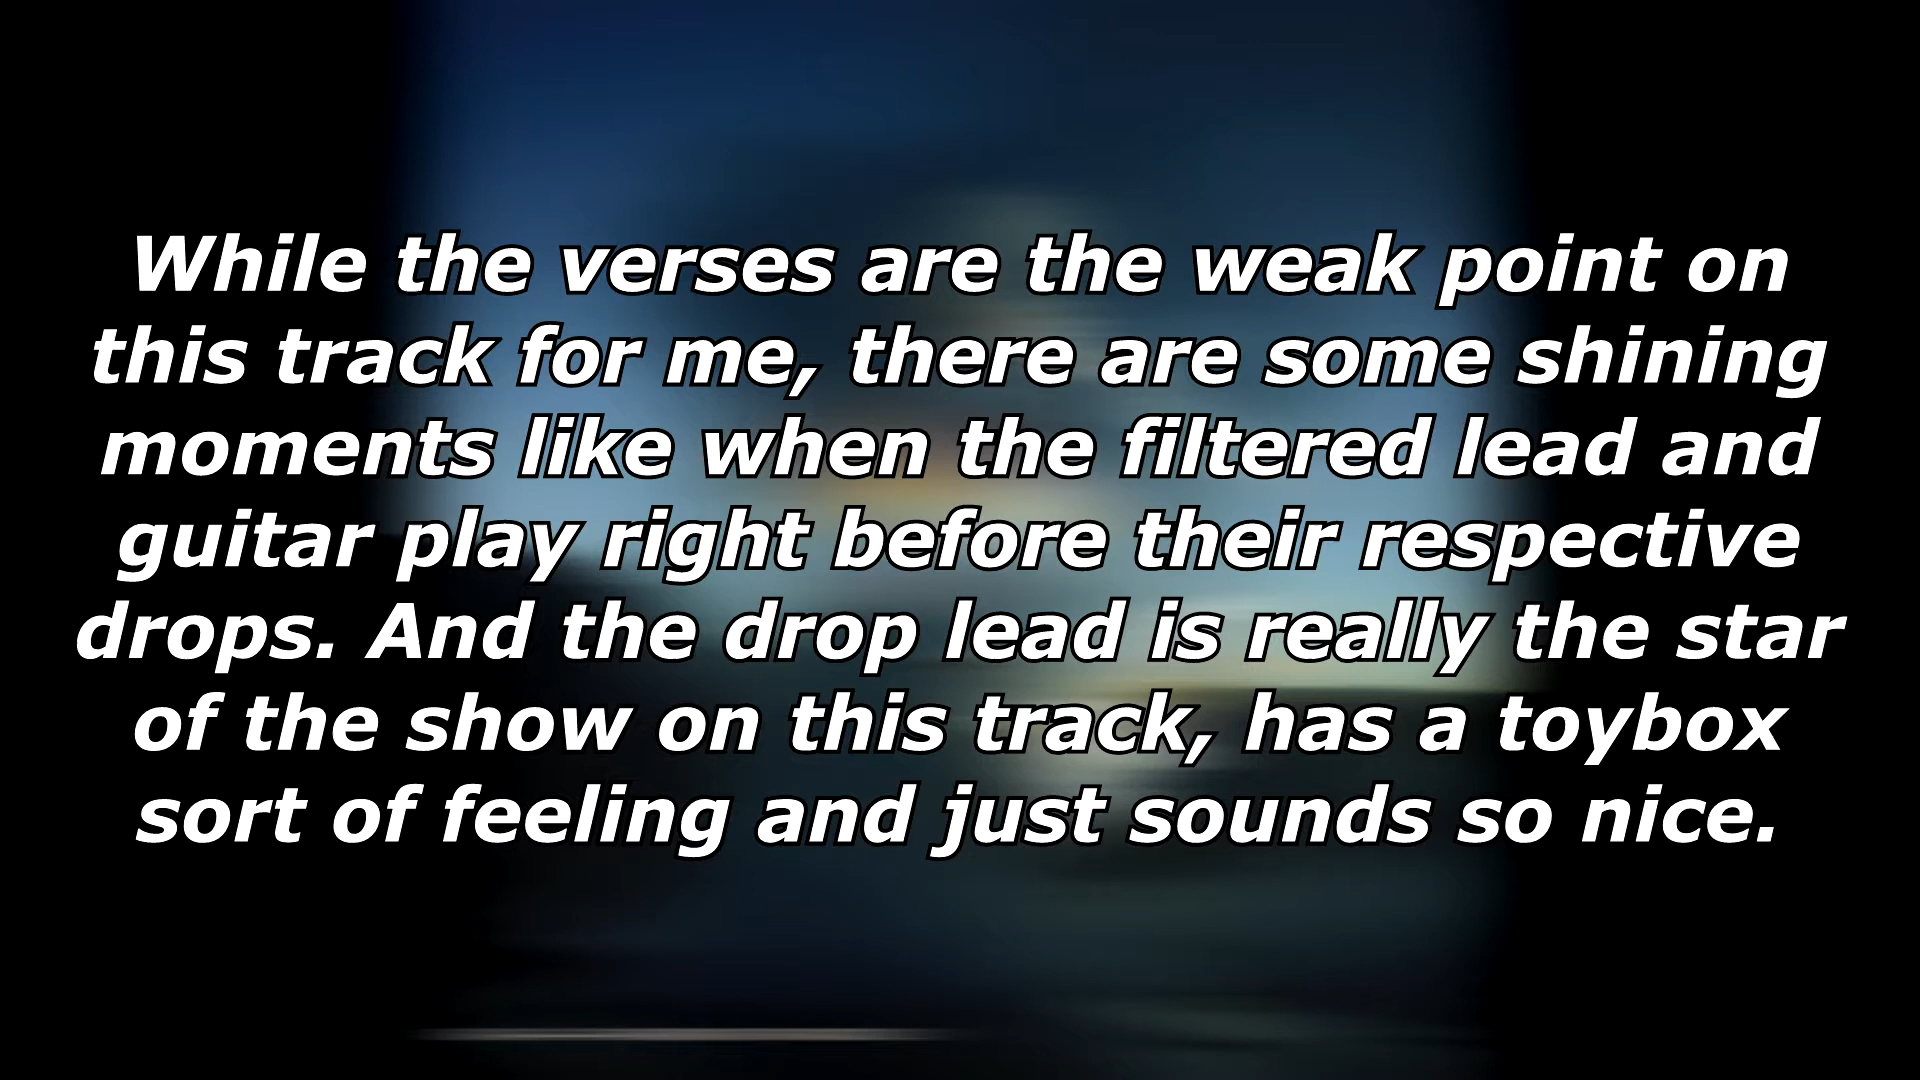 While the verses are the weak point on
this track for me, there are some shining
moments like when the filtered lead and
guitar play right before their respective
drops. And the drop lead is really the star
of the show on this track, has a toybox
sort of feeling and just sounds so nice.